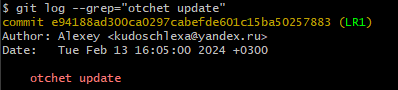 $ git log --grep="otchet update"
commit e94188ad300ca0297cabefde601c15ba50257883 (LR1)
Author: Alexey <kudoschlexa@yandex.ru>
Date:   Tue Feb 13 16:05:00 2024 +0300
    otchet update